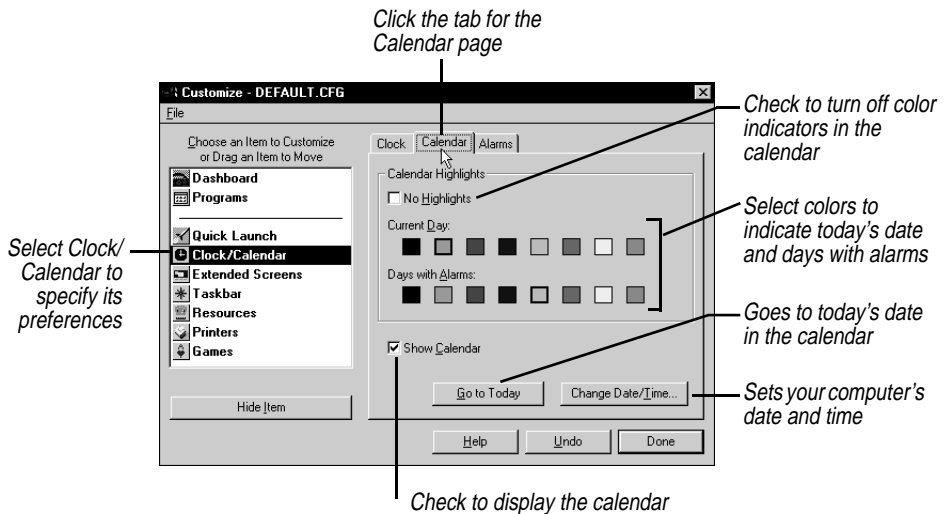 Click the tab for the
Calendar page
Customize - DEFAULT.CFG
File
Choose an Item to Customize
or Drag an Item to Move
Dashboard
Programs
Quick Launch
Clock/Calendar
Extended Screens
Taskbar
Resources
Printers
Games
Hide Item
Clock
Calendar
Alarms
Calendar Highlights
No Highlights
Current Day:
Days with Alarms:
Show Calendar
Go to Today
Change Date/Time...
Help
Undo
Done
Select Clock/
Calendar to
specify its
preferences
Check to turn off color
indicators in the
calendar
Select colors to
indicate today's date
and days with alarms
Goes to today's date
in the calendar
Sets your computer's
date and time
Check to display the calendar